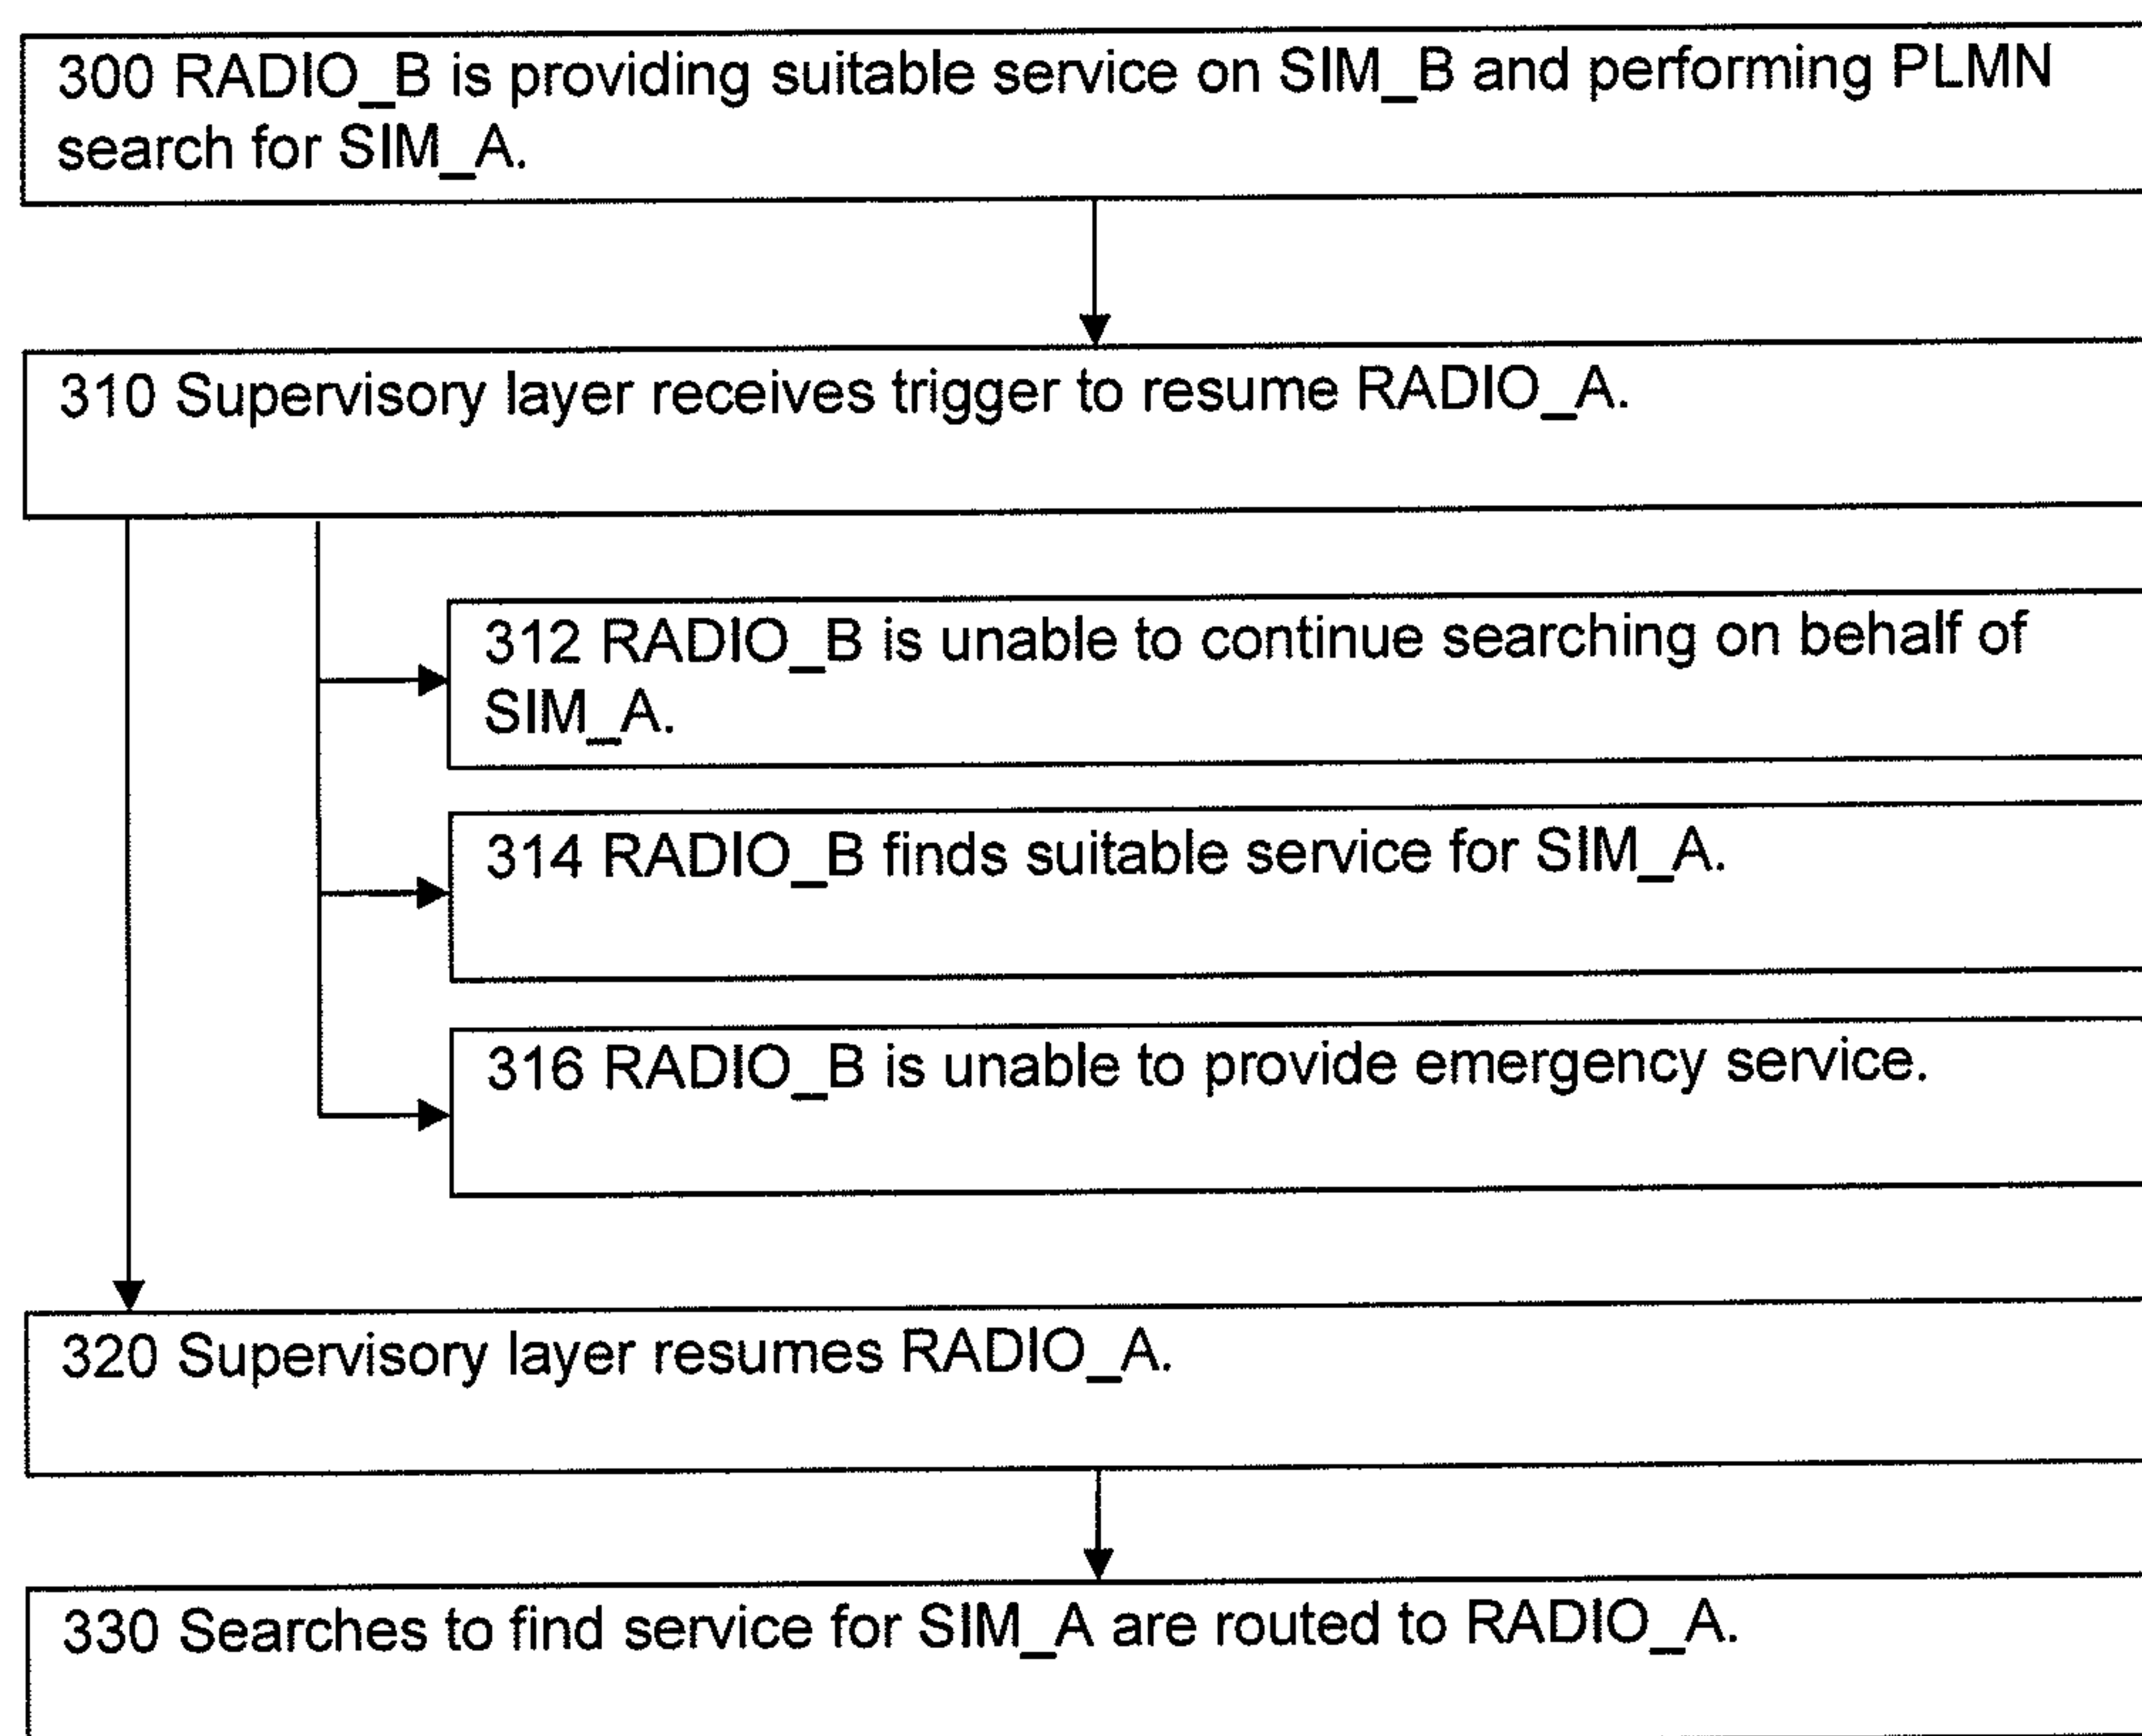 300 RADIO_B is providing suitable service on SIM_B and performing PLMN
search for SIM_A.
310 Supervisory layer receives trigger to resume RADIO_A.
312 RADIO_B is unable to continue searching on behalf of
SIM_A.
314 RADIO_B finds suitable service for SIM_A.
316 RADIO_B is unable to provide emergency service.
320 Supervisory layer resumes RADIO_A.
330 Searches to find service for SIM_A are routed to RADIO_A.